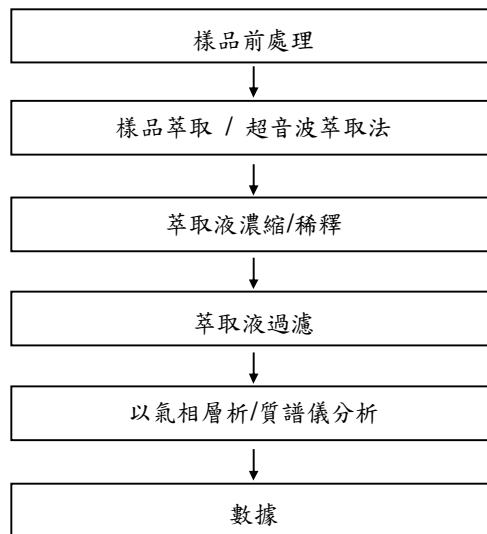 樣品前處理
樣品萃取 / 超音波萃取法
萃取液濃縮/稀釋
萃取液過濾
以氣相層析/質譜儀分析
數據